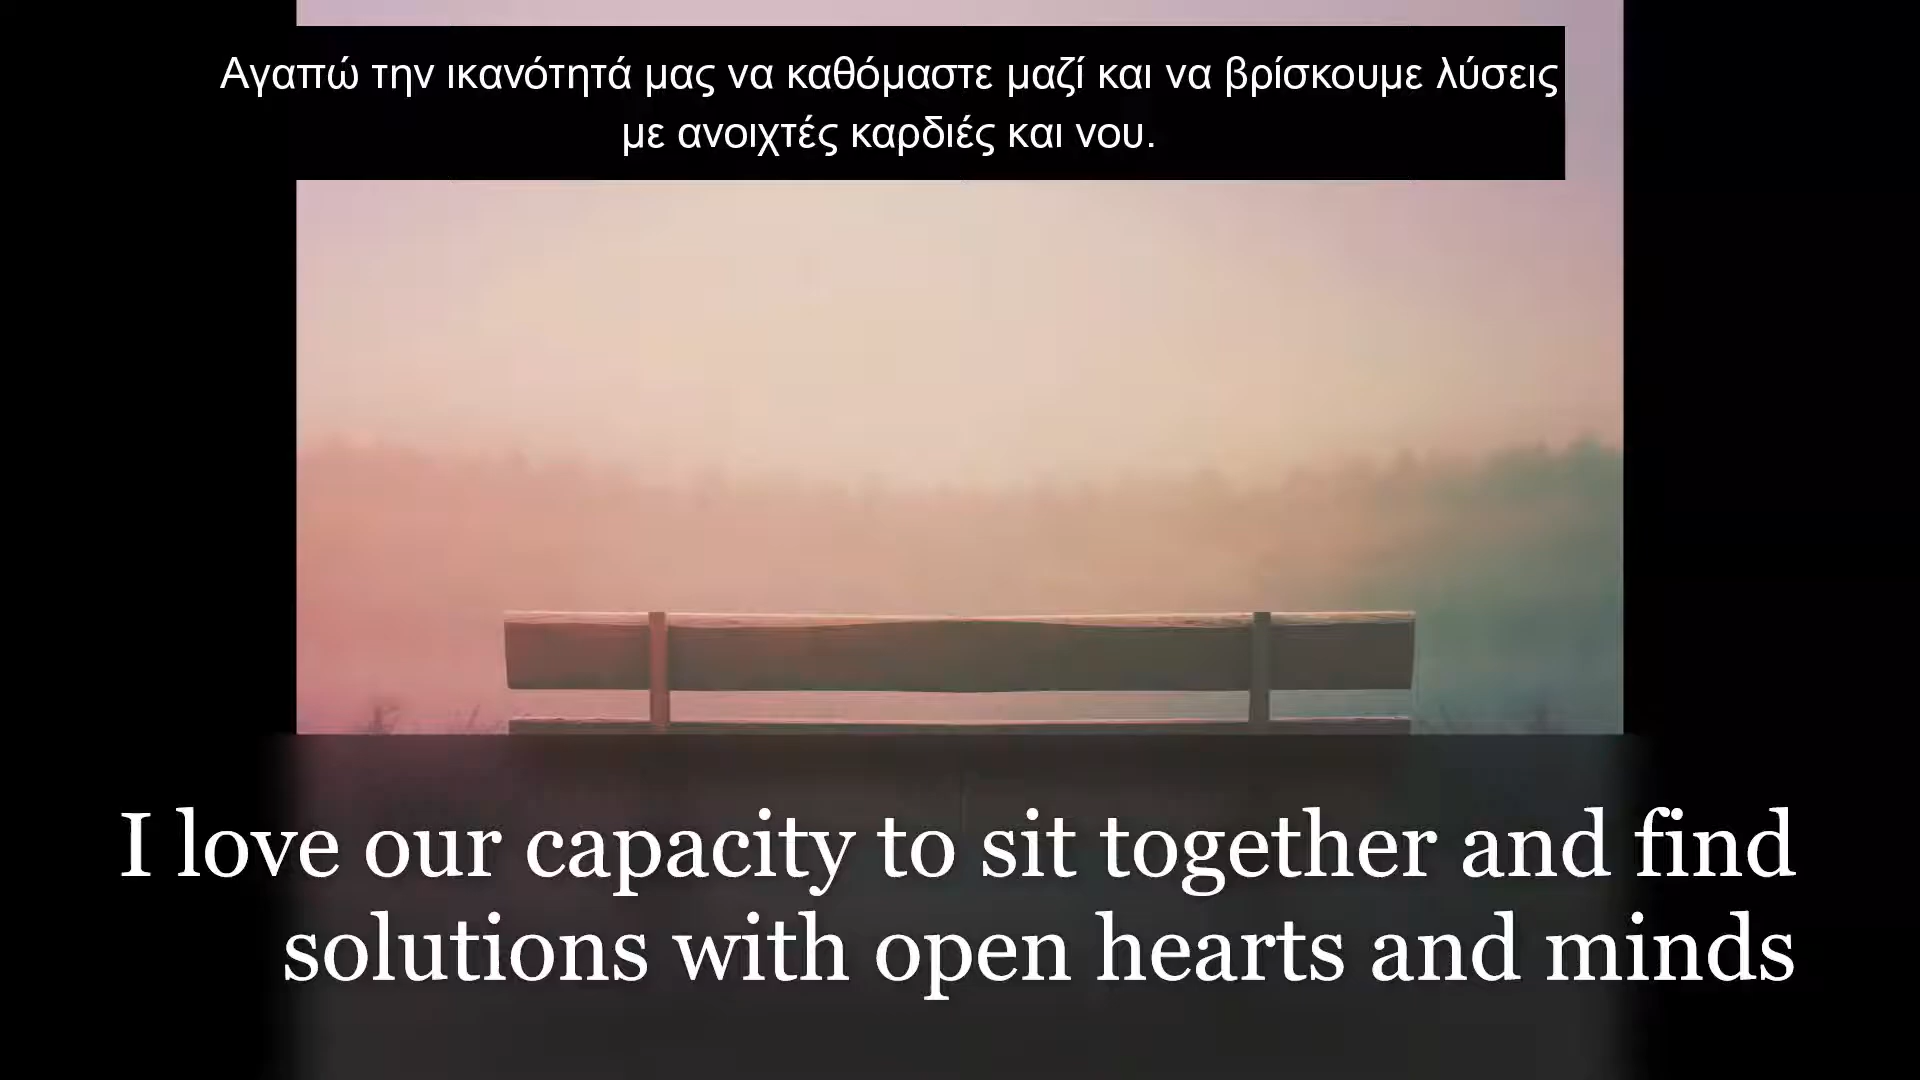 Αγαπώ την ικανότητά μας να καθόμαστε μαζί και να βρίσκουμε λύσεις
με ανοιχτές καρδιές και νου.
I love our capacity to sit together and find
solutions with open hearts and minds